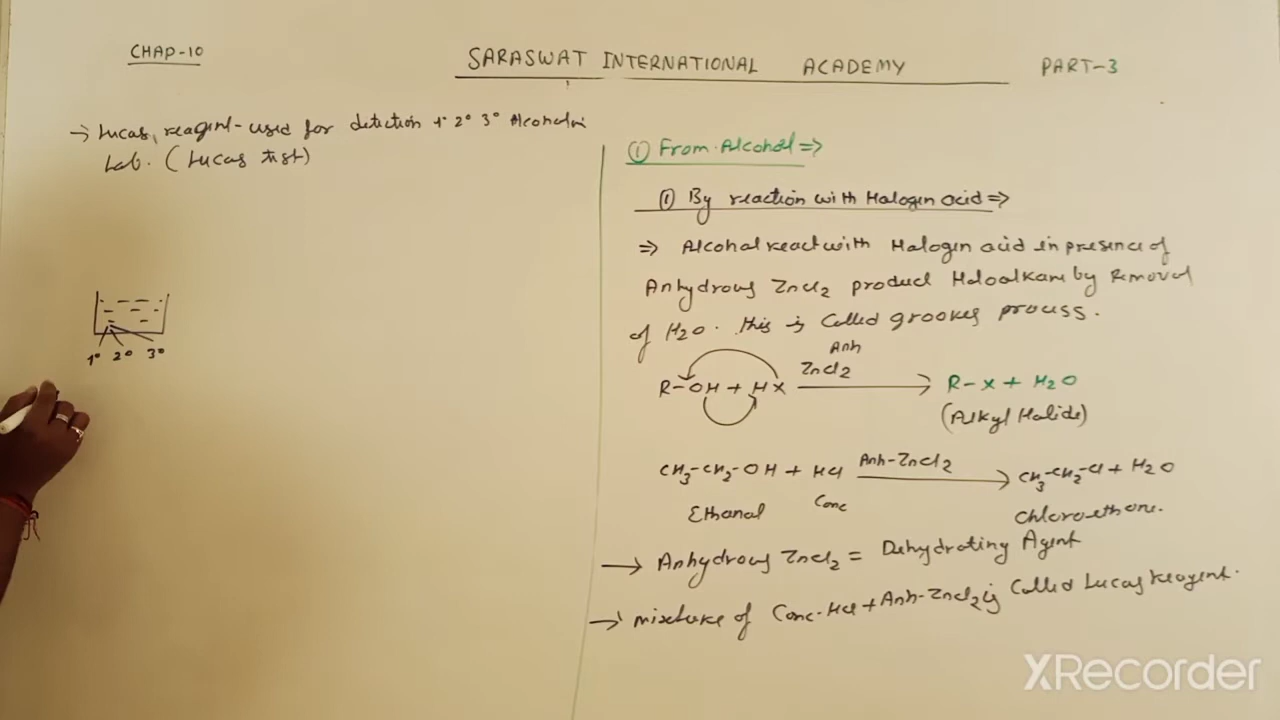 CHAP-10
SARASWAT INTERNATIONAL ACADEMY
PART-3
→ Lucas reagent - used for detection 1° 2° 3° Alcohol in
Lab. (Lucas test)
1° 2° 3°
① From Alcohol ⇒
① By reaction with Halogen acid ⇒
⇒ Alcohol react with Halogen acid in presence of
Anhydrous ZnCl2 product Haloalkane by Removal
of H2O. this is Called grooves process.
R-OH + HX Anh ZnCl2 → R-X + H2O
(Alkyl Halide)
CH3-CH2-OH + HCl Anh-ZnCl2 → CH3-CH2-Cl + H2O
Ethanal Conc Chloroethane.
→ Anhydrous ZnCl2 = Dehydrating Agent
→ mixture of Conc-HCl + Anh-ZnCl2 is Called Lucas Reagent.
XRecorder